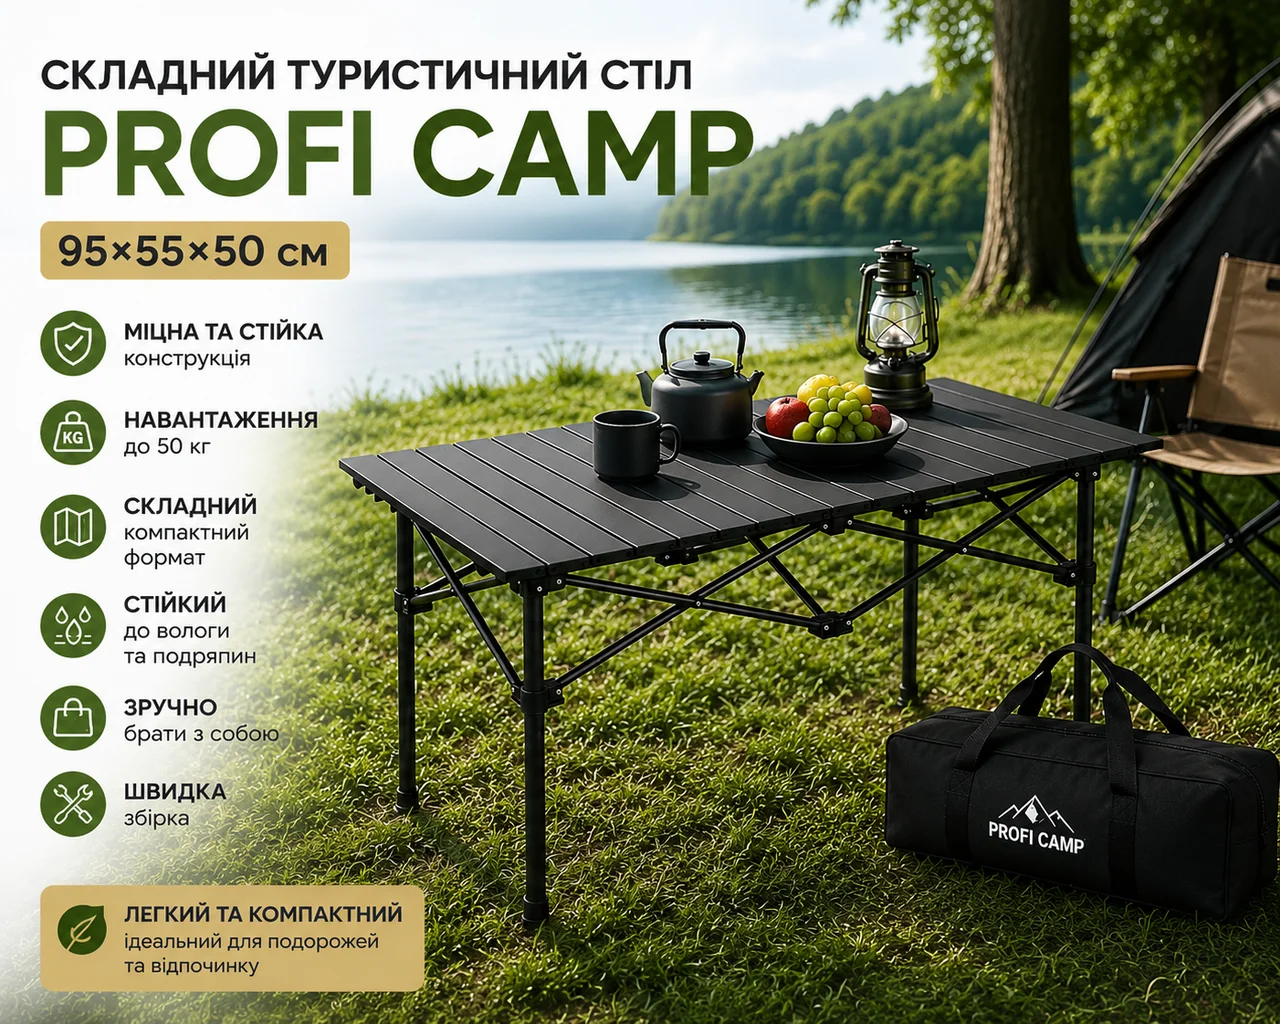 СКЛАДНИЙ ТУРИСТИЧНИЙ СТІЛ
PROFI CAMP
95×55×50 см
МІЦНА ТА СТІЙКА
конструкція
KG
НАВАНТАЖЕННЯ
до 50 кг
СКЛАДНИЙ
компактний
формат
СТІЙКИЙ
до вологи
та подряпин
ЗРУЧНО
брати з собою
ШВИДКА
збірка
ЛЕГКИЙ ТА КОМПАКТНИЙ
ідеальний для подорожей
та відпочинку
PROFI CAMP